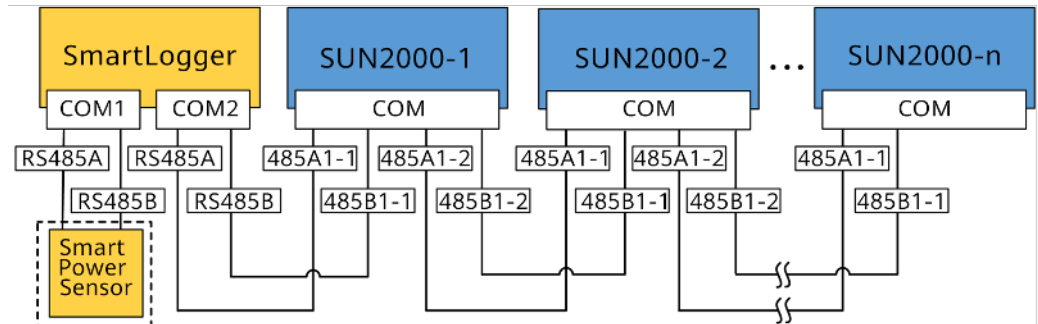 SmartLogger
SUN2000-1
SUN2000-2
...
SUN2000-n
COM1
COM2
COM
COM
COM
RS485A
RS485A
485A1-1
485A1-2
485A1-1
485A1-2
485A1-1
RS485B
RS485B
485B1-1
485B1-2
485B1-1
485B1-2
485B1-1
Smart
Power
Sensor